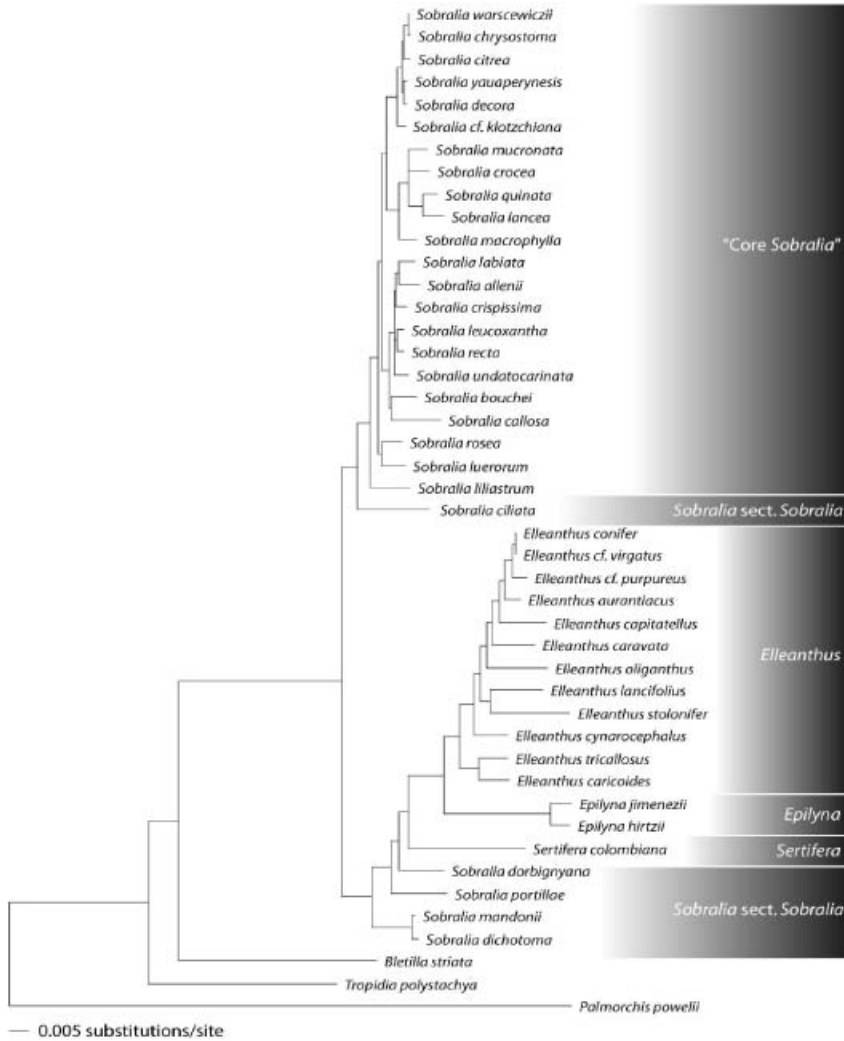 Sobralia warscewiczii
Sobralia chrysostoma
Sobralia citrea
Sobralia yauaperynesis
Sobralia decora
Sobralia cf. klotzchiana
Sobralia mucronata
Sobralia crocea
Sobralia quinata
Sobralia lancea
Sobralia macrophylla
"Core Sobralia"
Sobralia labiata
Sobralia allenii
Sobralia crispissima
Sobralia leucoxantha
Sobralia recta
Sobralia undatocarinata
Sobralia bouchei
Sobralia callosa
Sobralia rosea
Sobralia luerorum
Sobralia liliastrum
Sobralia ciliata
Sobralia sect. Sobralia
Elleanthus conifer
Elleanthus cf. virgatus
Elleanthus cf. purpureus
Elleanthus aurantiacus
Elleanthus capitatellus
Elleanthus caravata
Elleanthus
Elleanthus oliganthus
Elleanthus lancifolius
Elleanthus stolonifer
Elleanthus cynarocephalus
Elleanthus tricallosus
Elleanthus caricoides
Epilyna jimenezii
Epilyna
Epilyna hirtzii
Sertifera colombiana
Sertifera
Sobralia dorbignyana
Sobralia portillae
Sobralia sect. Sobralia
Sobralia mandonii
Sobralia dichotoma
Bletilla striata
Tropidia polystachya
Palmorchis powelii
0.005 substitutions/site